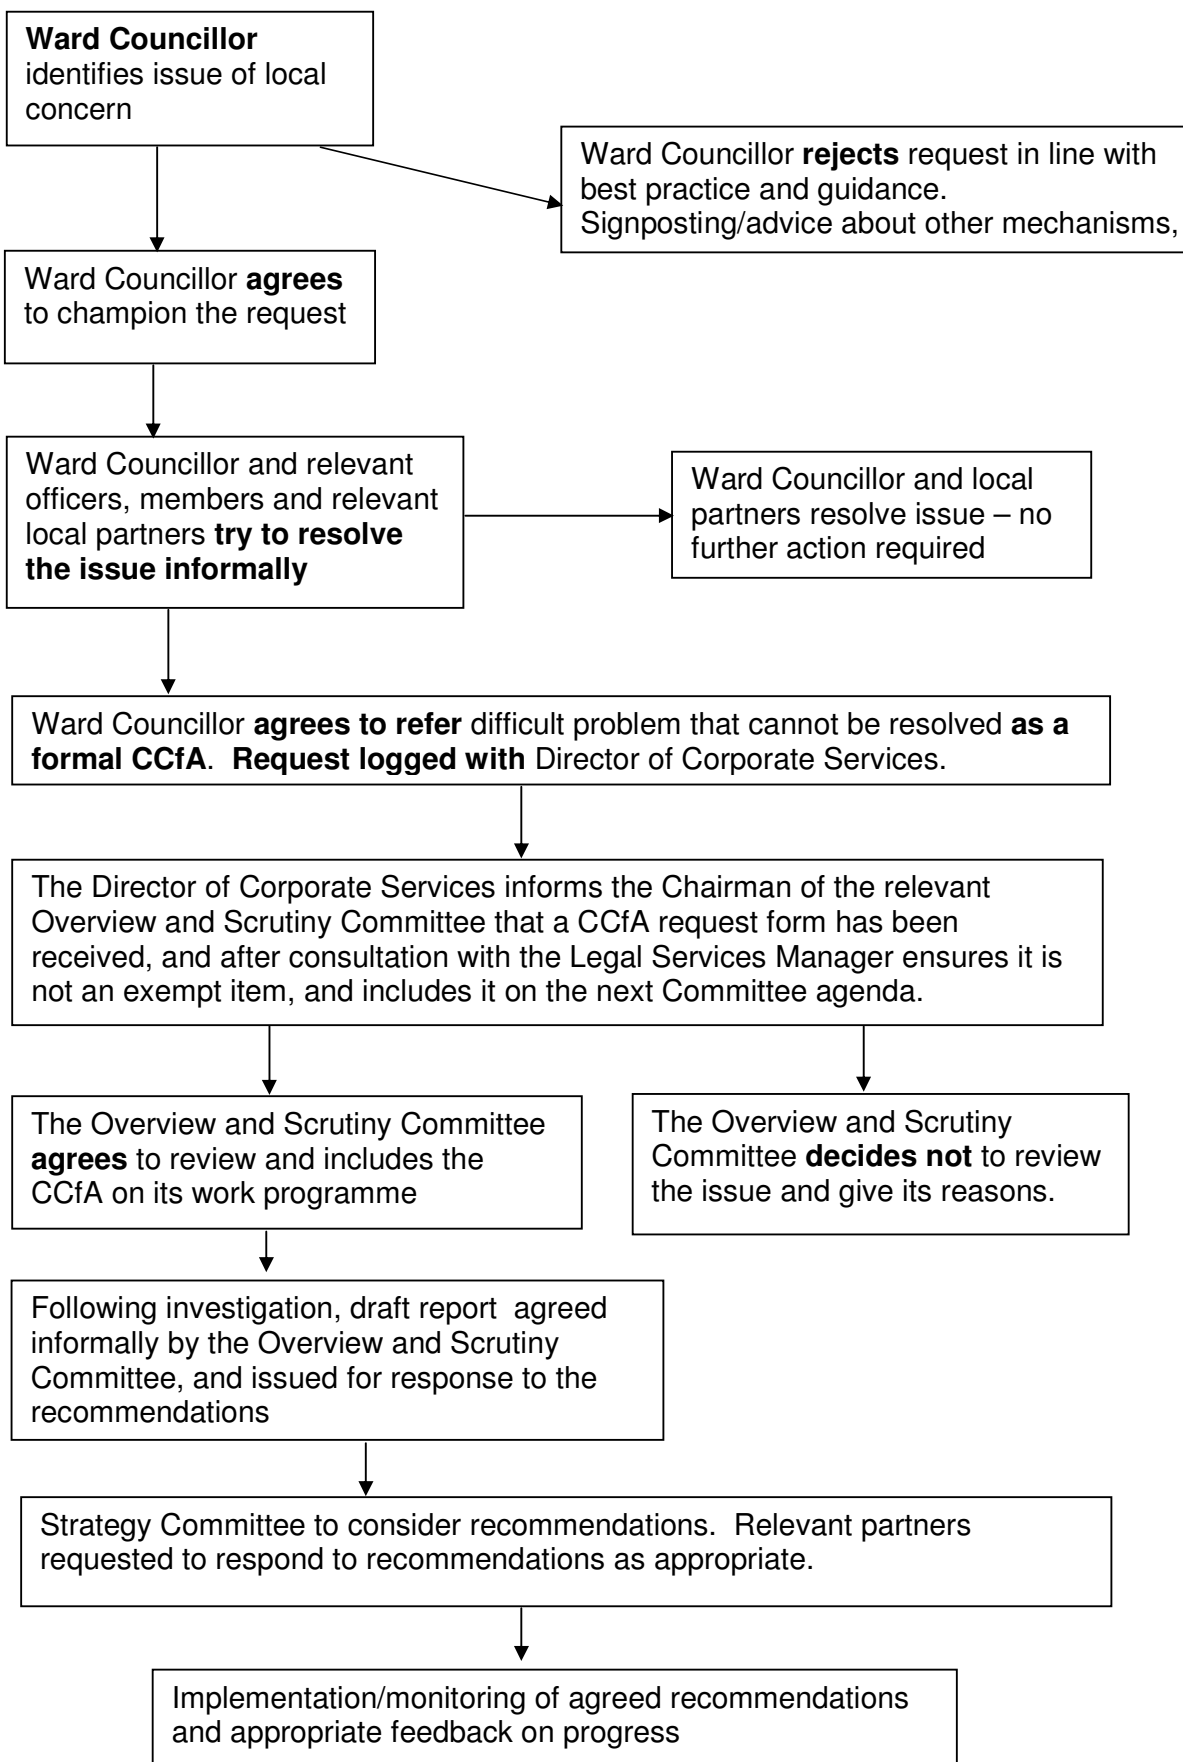 Ward Councillor
identifies issue of local
concern
Ward Councillor rejects request in line with
best practice and guidance.
Signposting/advice about other mechanisms,
Ward Councillor agrees
to champion the request
Ward Councillor and relevant
officers, members and relevant
local partners try to resolve
the issue informally
Ward Councillor and local
partners resolve issue – no
further action required
Ward Councillor agrees to refer difficult problem that cannot be resolved as a
formal CCfA.  Request logged with Director of Corporate Services.
The Director of Corporate Services informs the Chairman of the relevant
Overview and Scrutiny Committee that a CCfA request form has been
received, and after consultation with the Legal Services Manager ensures it is
not an exempt item, and includes it on the next Committee agenda.
The Overview and Scrutiny Committee
agrees to review and includes the
CCfA on its work programme
The Overview and Scrutiny
Committee decides not to review
the issue and give its reasons.
Following investigation, draft report  agreed
informally by the Overview and Scrutiny
Committee, and issued for response to the
recommendations
Strategy Committee to consider recommendations.  Relevant partners
requested to respond to recommendations as appropriate.
Implementation/monitoring of agreed recommendations
and appropriate feedback on progress